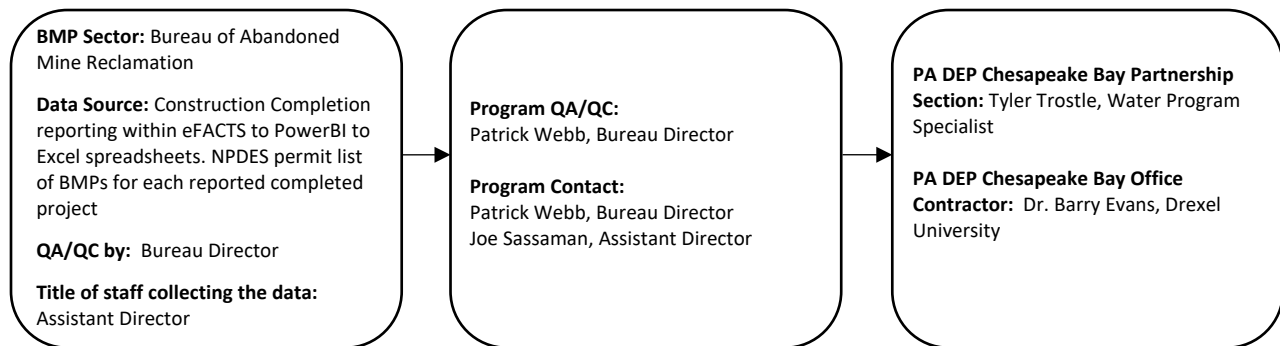 BMP Sector: Bureau of Abandoned
Mine Reclamation
Data Source: Construction Completion
reporting within eFACTS to PowerBI to
Excel spreadsheets. NPDES permit list
of BMPs for each reported completed
project
QA/QC by: Bureau Director
Title of staff collecting the data:
Assistant Director
Program QA/QC:
Patrick Webb, Bureau Director
Program Contact:
Patrick Webb, Bureau Director
Joe Sassaman, Assistant Director
PA DEP Chesapeake Bay Partnership
Section: Tyler Trostle, Water Program
Specialist
PA DEP Chesapeake Bay Office
Contractor: Dr. Barry Evans, Drexel
University